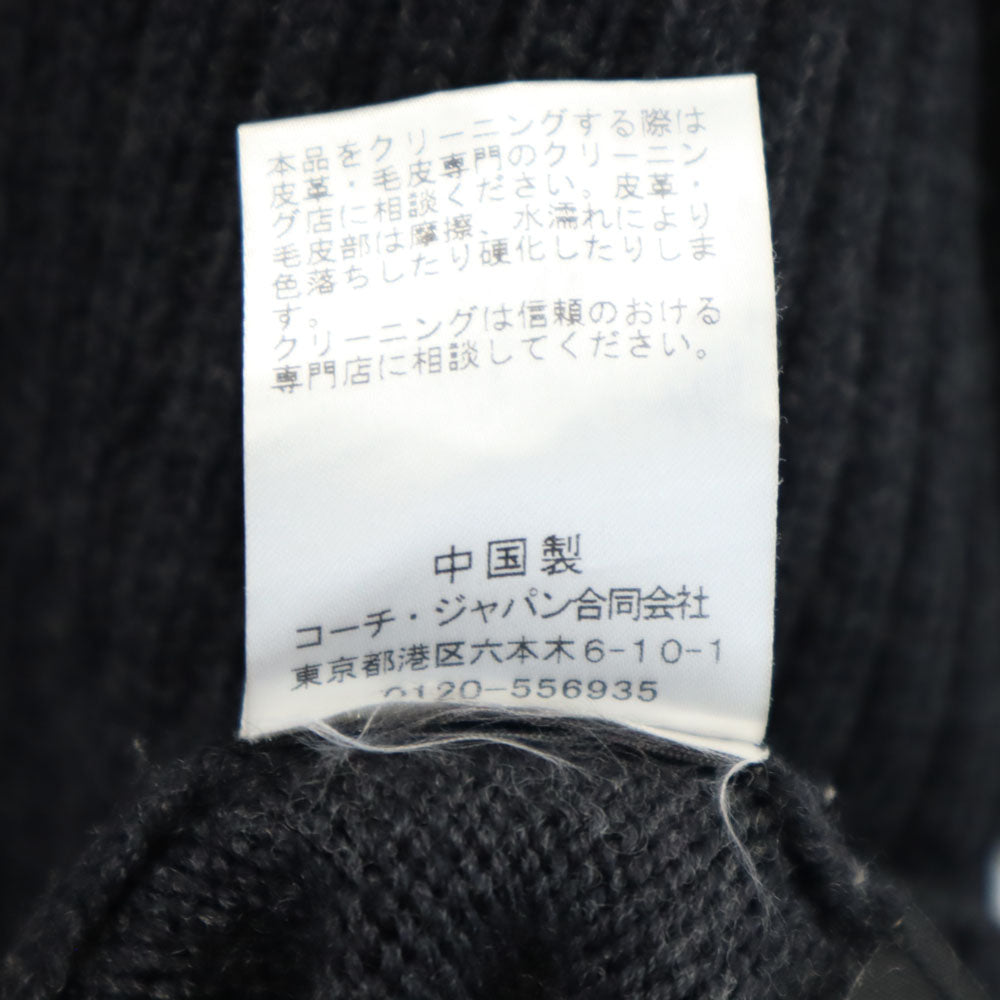 本品をクリーニングする際は
皮革・毛皮専門のクリーニン
グ店に相談ください。皮革・
毛皮部は摩擦、水濡れにより
色落ちしたり硬化したりしま
す。
クリーニングは信頼のおける
専門店に相談してください。
中国製
コーチ・ジャパン合同会社
東京都港区六本木6-10-1
0120-556935